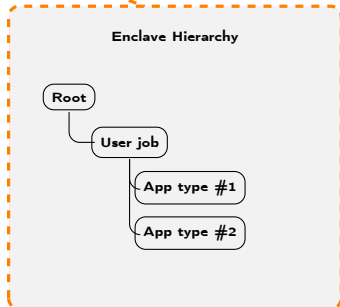 Enclave Hierarchy
Root
User job
App type #1
App type #2